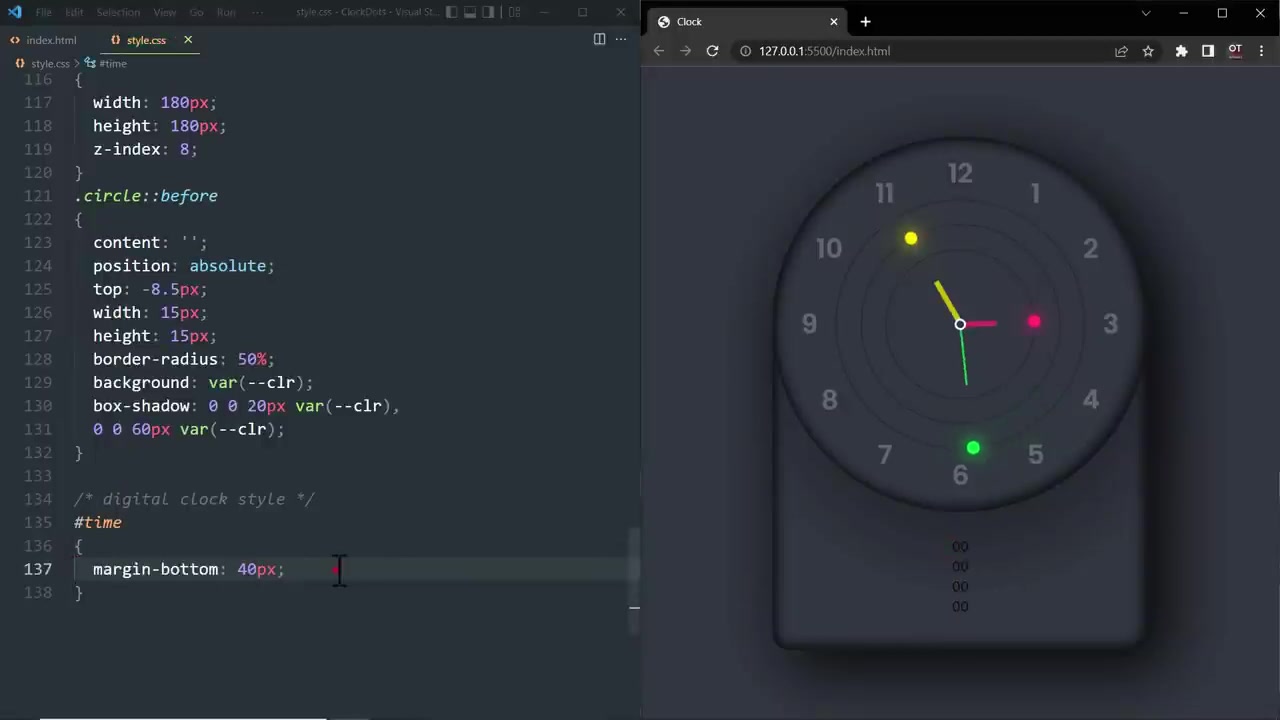 File Edit Selection View Go Run ··· style.css - ClockDots - Visual St...
index.html style.css
style.css > #time
116 {
117 width: 180px;
118 height: 180px;
119 z-index: 8;
120 }
121 .circle::before
122 {
123 content: '';
124 position: absolute;
125 top: -8.5px;
126 width: 15px;
127 height: 15px;
128 border-radius: 50%;
129 background: var(--clr);
130 box-shadow: 0 0 20px var(--clr),
131 0 0 60px var(--clr);
132 }
133
134 /* digital clock style */
135 #time
136 {
137 margin-bottom: 40px;
138 }
Clock
127.0.0.1:5500/index.html
OT
12
11 1
10 2
9 3
8 4
7 5
6
00
00
00
00